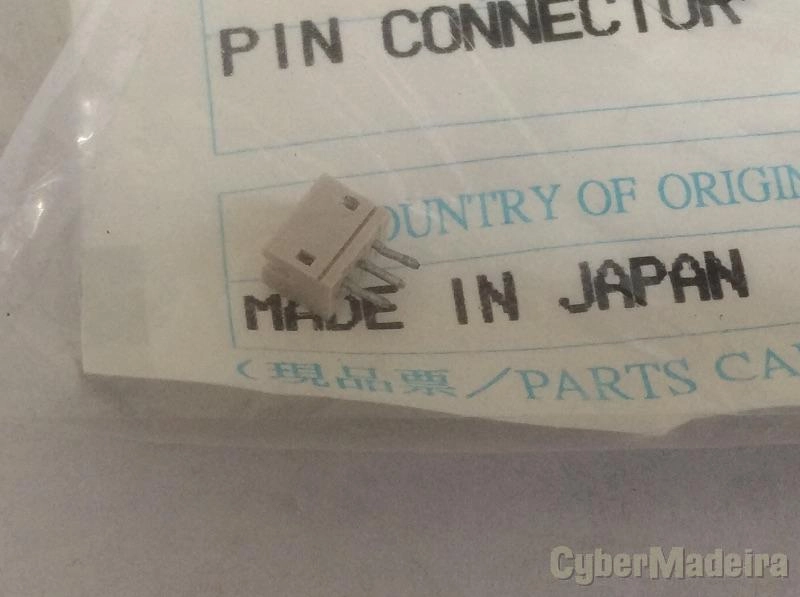 PIN CONNECTOR
COUNTRY OF ORIGIN
MADE IN JAPAN
(現品票/PARTS CA
CyberMadeira